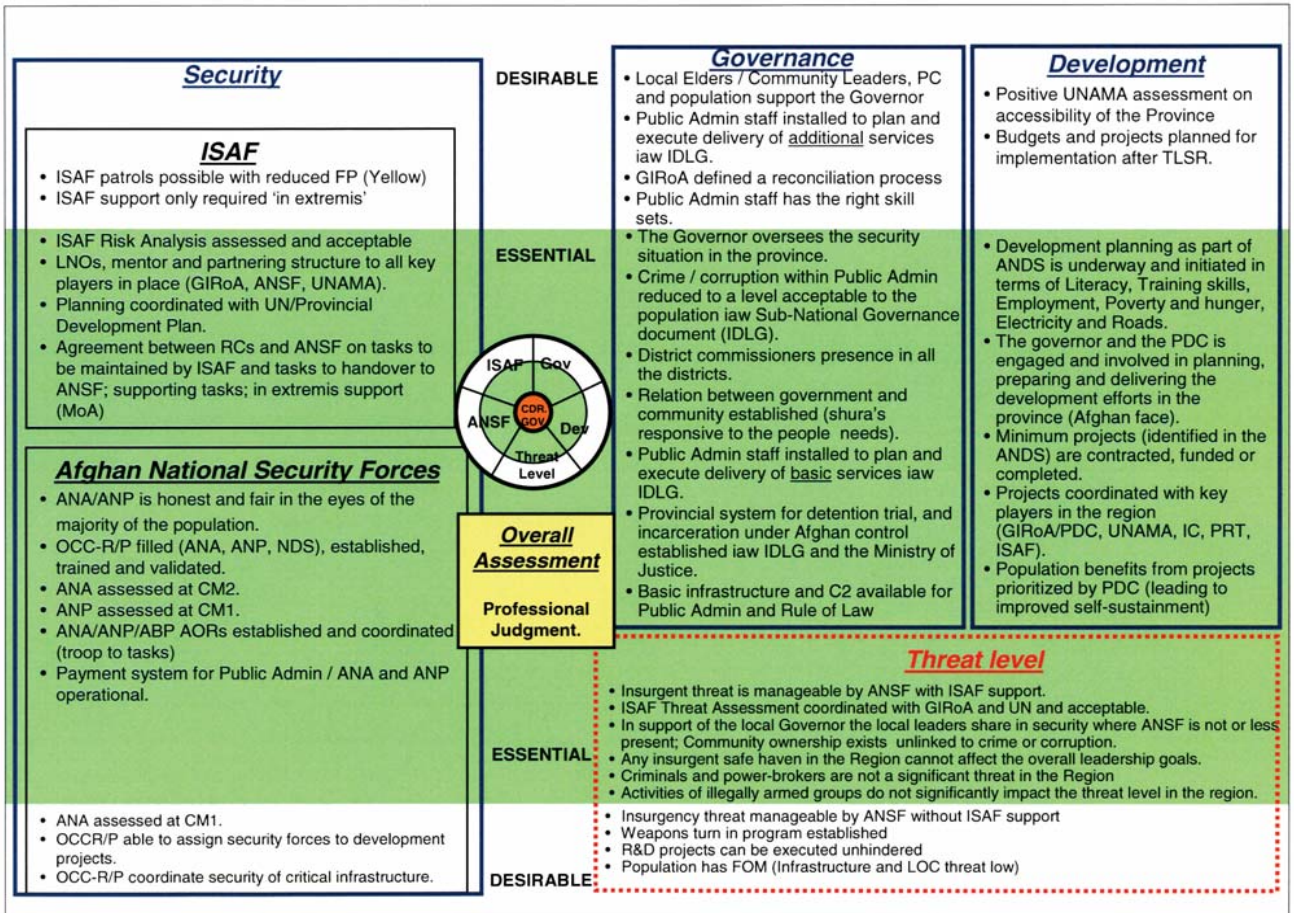 Security
ISAF
• ISAF patrols possible with reduced FP (Yellow)
• ISAF support only required 'in extremis'
• ISAF Risk Analysis assessed and acceptable
• LNOs, mentor and partnering structure to all key
players in place (GIRoA, ANSF, UNAMA).
• Planning coordinated with UN/Provincial
Development Plan.
• Agreement between RCs and ANSF on tasks to
be maintained by ISAF and tasks to handover to
ANSF; supporting tasks; in extremis support
(MoA)
Afghan National Security Forces
• ANA/ANP is honest and fair in the eyes of the
majority of the population.
• OCC-R/P filled (ANA, ANP, NDS), established,
trained and validated.
• ANA assessed at CM2.
• ANP assessed at CM1.
• ANA/ANP/ABP AORs established and coordinated
(troop to tasks)
• Payment system for Public Admin / ANA and ANP
operational.
• ANA assessed at CM1.
• OCCR/P able to assign security forces to development
projects.
• OCC-R/P coordinate security of critical infrastructure.
DESIRABLE
ESSENTIAL
ISAF
Gov
ANSF
CDR.
GOV.
Dev
Threat
Level
Overall
Assessment
Professional
Judgment.
ESSENTIAL
DESIRABLE
Governance
• Local Elders / Community Leaders, PC
and population support the Governor
• Public Admin staff installed to plan and
execute delivery of additional services
iaw IDLG.
• GIRoA defined a reconciliation process
• Public Admin staff has the right skill
sets.
• The Governor oversees the security
situation in the province.
• Crime / corruption within Public Admin
reduced to a level acceptable to the
population iaw Sub-National Governance
document (IDLG).
• District commissioners presence in all
the districts.
• Relation between government and
community established (shura's
responsive to the people needs).
• Public Admin staff installed to plan and
execute delivery of basic services iaw
IDLG.
• Provincial system for detention trial, and
incarceration under Afghan control
established iaw IDLG and the Ministry of
Justice.
• Basic infrastructure and C2 available for
Public Admin and Rule of Law
Development
• Positive UNAMA assessment on
accessibility of the Province
• Budgets and projects planned for
implementation after TLSR.
• Development planning as part of
ANDS is underway and initiated in
terms of Literacy, Training skills,
Employment, Poverty and hunger,
Electricity and Roads.
• The governor and the PDC is
engaged and involved in planning,
preparing and delivering the
development efforts in the
province (Afghan face).
• Minimum projects (identified in the
ANDS) are contracted, funded or
completed.
• Projects coordinated with key
players in the region
(GIRoA/PDC, UNAMA, IC, PRT,
ISAF).
• Population benefits from projects
prioritized by PDC (leading to
improved self-sustainment)
Threat level
• Insurgent threat is manageable by ANSF with ISAF support.
• ISAF Threat Assessment coordinated with GIRoA and UN and acceptable.
• In support of the local Governor the local leaders share in security where ANSF is not or less
present; Community ownership exists unlinked to crime or corruption.
• Any insurgent safe haven in the Region cannot affect the overall leadership goals.
• Criminals and power-brokers are not a significant threat in the Region
• Activities of illegally armed groups do not significantly impact the threat level in the region.
• Insurgency threat manageable by ANSF without ISAF support
• Weapons turn in program established
• R&D projects can be executed unhindered
• Population has FOM (Infrastructure and LOC threat low)